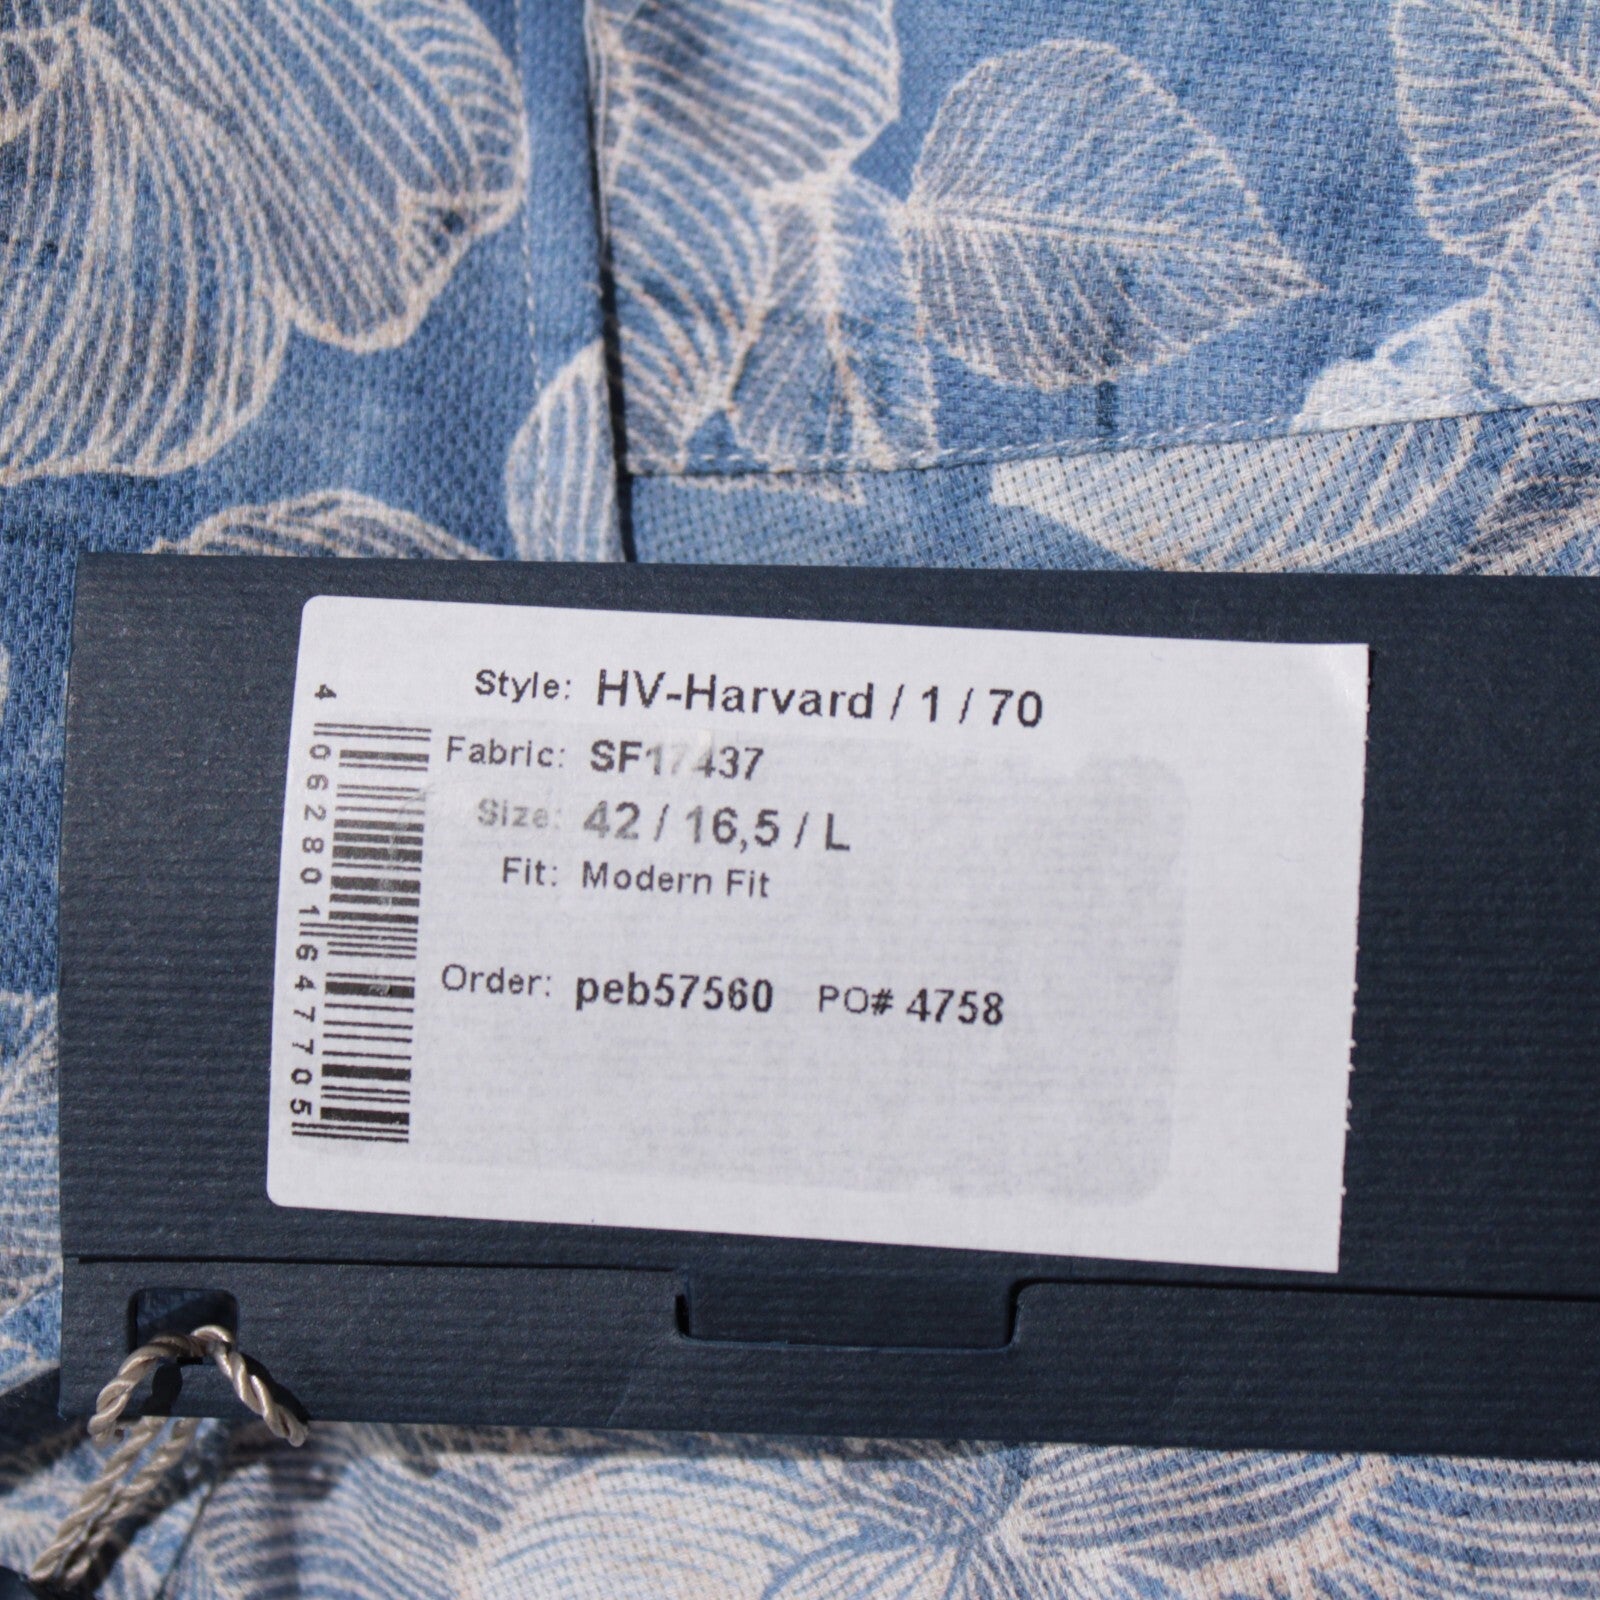 Style: HV-Harvard / 1 / 70
Fabric: SF17437
Size: 42 / 16,5 / L
Fit: Modern Fit
Order: peb57560 PO# 4758
4 062801 647705